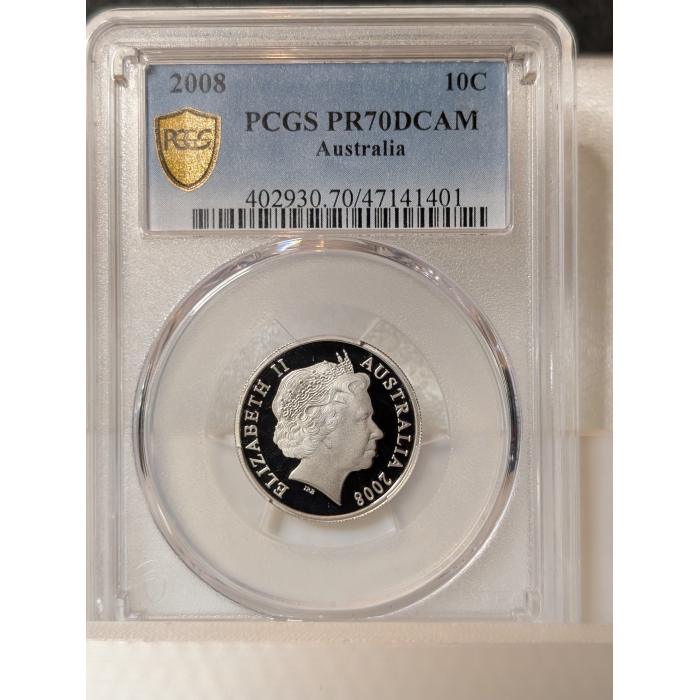 2008 10C
PCGS PR70DCAM
Australia
PCGS
402930.70/47141401
ELIZABETH II
AUSTRALIA 2008
IRB